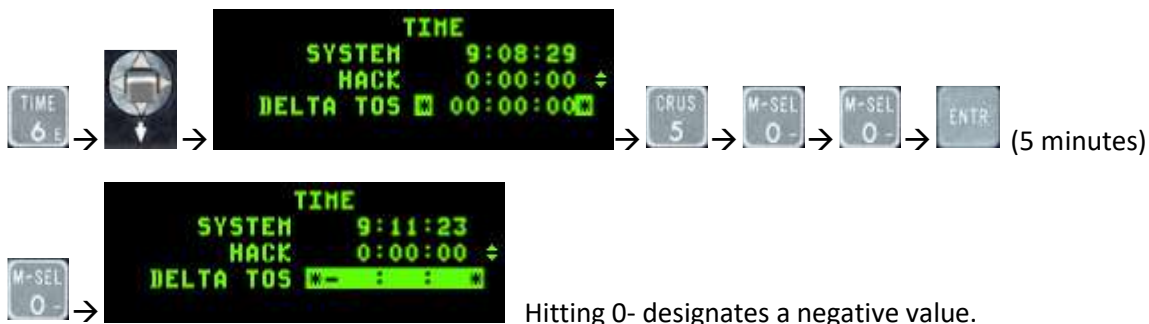 TIME
SYSTEM 9:08:29
HACK 0:00:00
DELTA TOS * 00:00:00*
TIME 6 E → → → CRUS 5 → M-SEL 0 - → M-SEL 0 - → ENTR (5 minutes)
TIME
SYSTEM 9:11:23
HACK 0:00:00
DELTA TOS *- : : *
M-SEL 0 - → Hitting 0- designates a negative value.